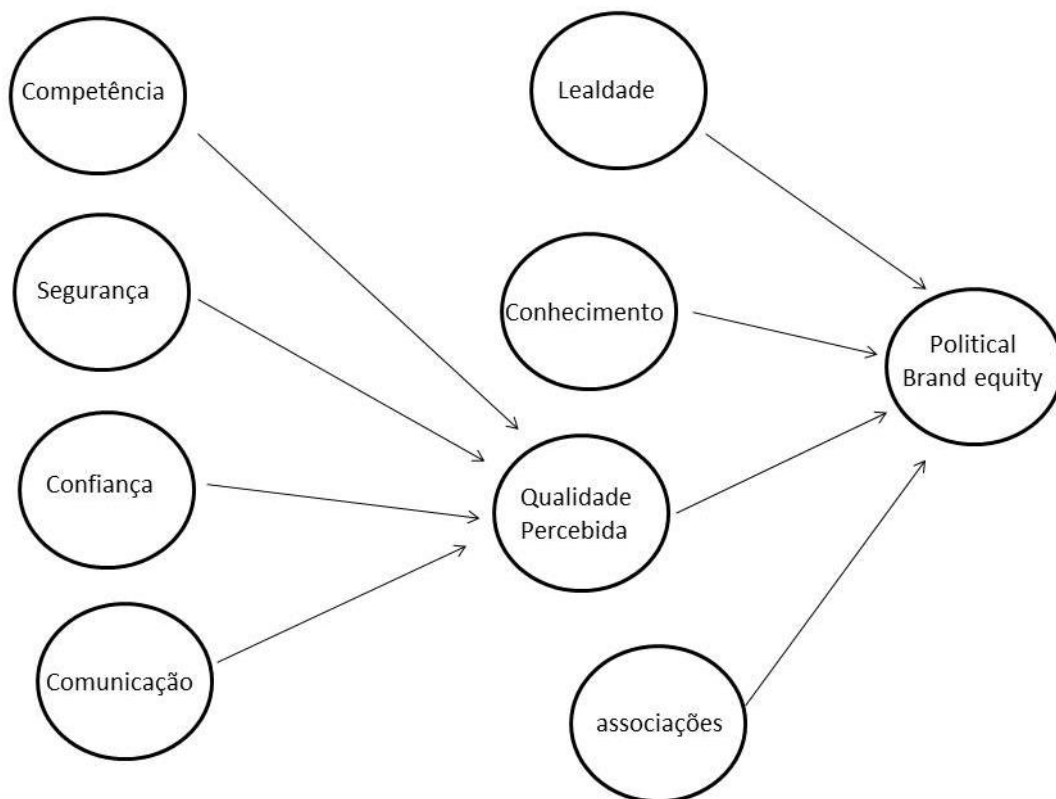 Competência
Lealdade
Segurança
Conhecimento
Political
Brand equity
Confiança
Qualidade
Percebida
Comunicação
associações